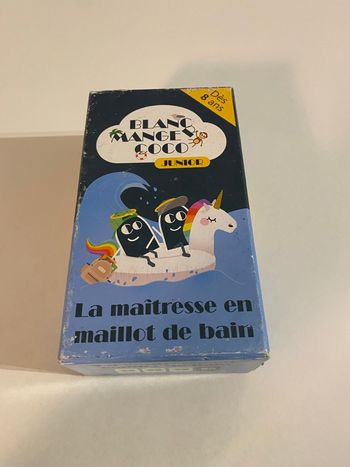 Dès
8 ans
BLANC
MANGER
COCO
JUNIOR
La maîtresse en
maillot de bain